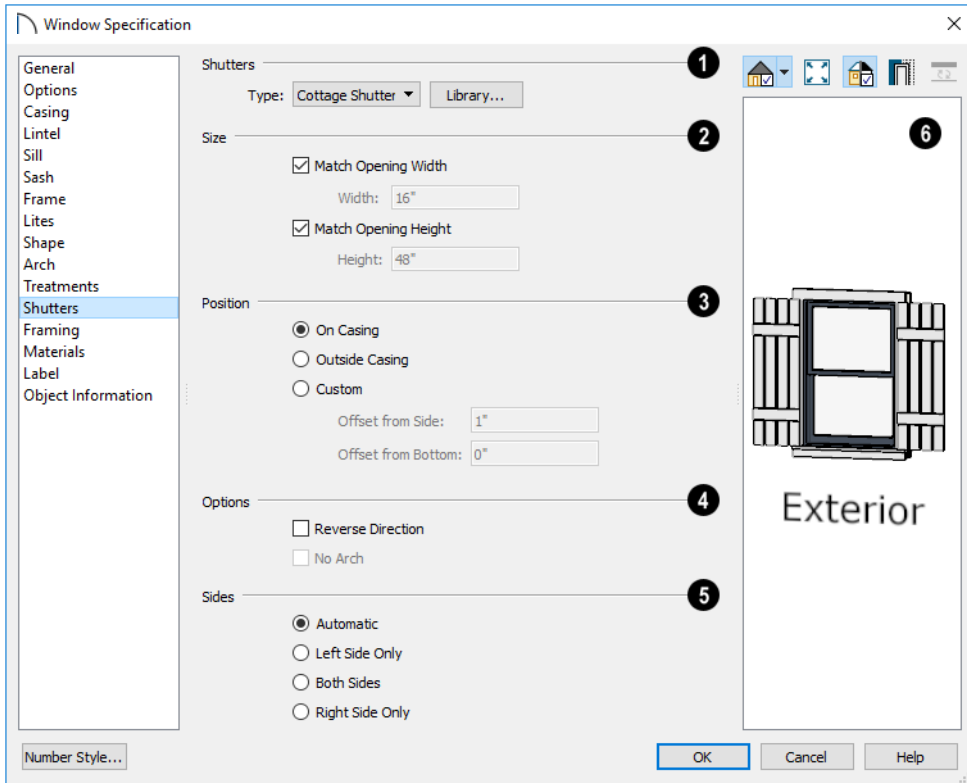 Window Specification
General
Options
Casing
Lintel
Sill
Sash
Frame
Lites
Shape
Arch
Treatments
Shutters
Framing
Materials
Label
Object Information
Shutters 1
Type: Cottage Shutter Library...
Size 2
Match Opening Width
Width: 16"
Match Opening Height
Height: 48"
Position 3
On Casing
Outside Casing
Custom
Offset from Side: 1"
Offset from Bottom: 0"
Options 4
Reverse Direction
No Arch
Sides 5
Automatic
Left Side Only
Both Sides
Right Side Only
6
Exterior
Number Style... OK Cancel Help